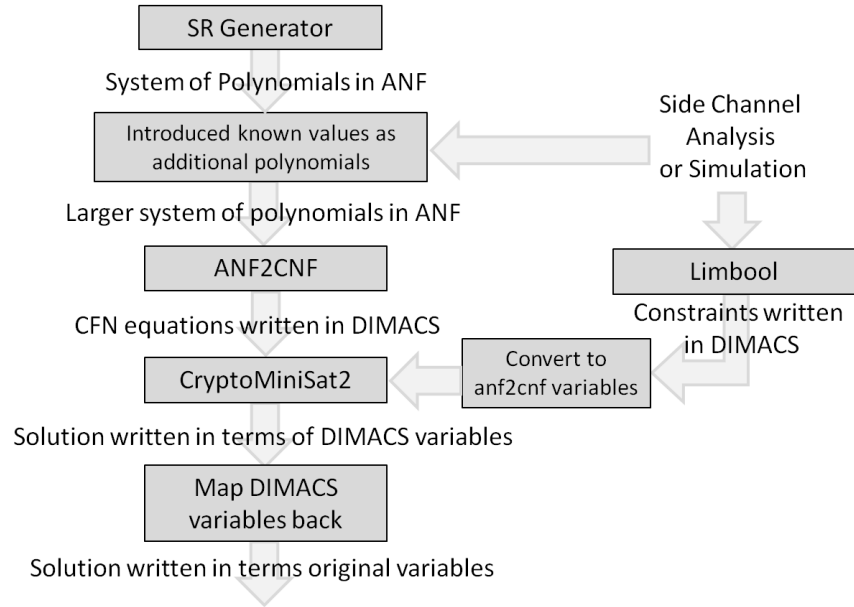 SR Generator
System of Polynomials in ANF
Introduced known values as
additional polynomials
Side Channel
Analysis
or Simulation
Larger system of polynomials in ANF
ANF2CNF
Limbool
CFN equations written in DIMACS
Constraints written
in DIMACS
CryptoMiniSat2
Convert to
anf2cnf variables
Solution written in terms of DIMACS variables
Map DIMACS
variables back
Solution written in terms original variables